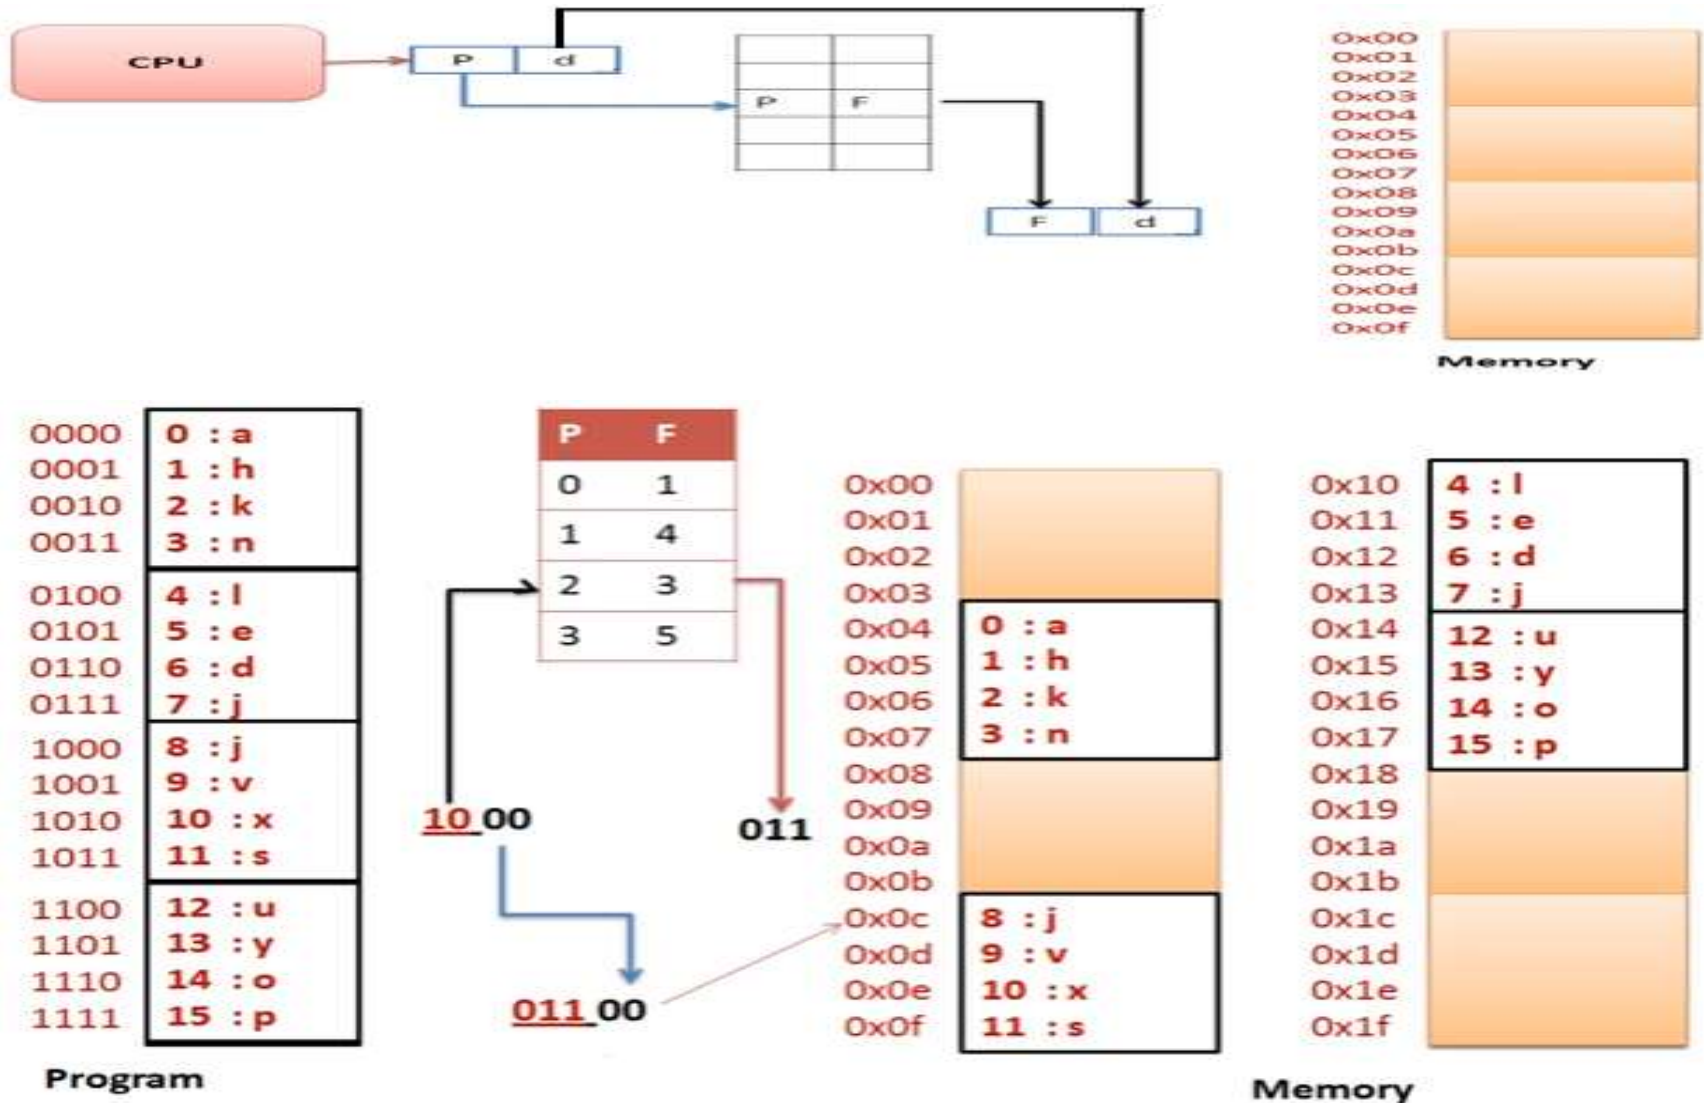 CPU
P d
P F
F d
0x00
0x01
0x02
0x03
0x04
0x05
0x06
0x07
0x08
0x09
0x0a
0x0b
0x0c
0x0d
0x0e
0x0f
Memory
0000 0 : a
0001 1 : h
0010 2 : k
0011 3 : n
0100 4 : l
0101 5 : e
0110 6 : d
0111 7 : j
1000 8 : j
1001 9 : v
1010 10 : x
1011 11 : s
1100 12 : u
1101 13 : y
1110 14 : o
1111 15 : p
Program
P F
0 1
1 4
2 3
3 5
10 00
011
011 00
0x00
0x01
0x02
0x03
0x04 0 : a
0x05 1 : h
0x06 2 : k
0x07 3 : n
0x08
0x09
0x0a
0x0b
0x0c 8 : j
0x0d 9 : v
0x0e 10 : x
0x0f 11 : s
0x10 4 : l
0x11 5 : e
0x12 6 : d
0x13 7 : j
0x14 12 : u
0x15 13 : y
0x16 14 : o
0x17 15 : p
0x18
0x19
0x1a
0x1b
0x1c
0x1d
0x1e
0x1f
Memory